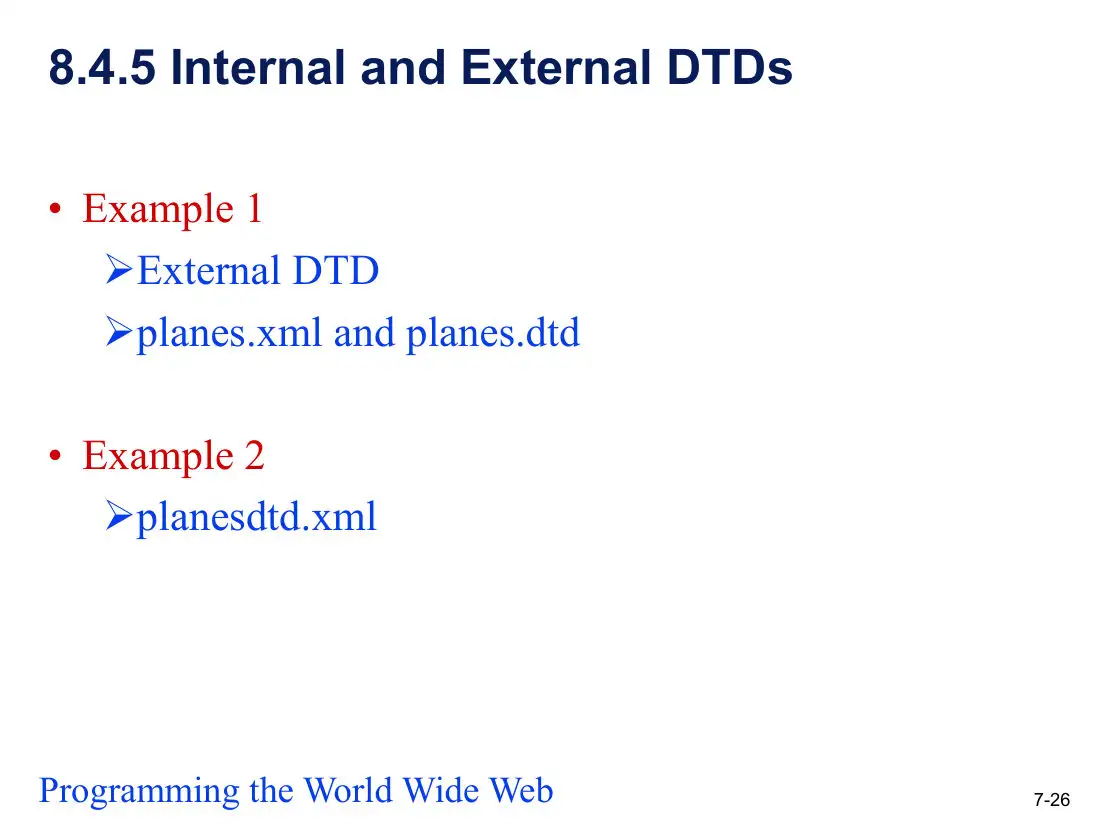 8.4.5 Internal and External DTDs
• Example 1
➢External DTD
➢planes.xml and planes.dtd
• Example 2
➢planesdtd.xml
Programming the World Wide Web
7-26